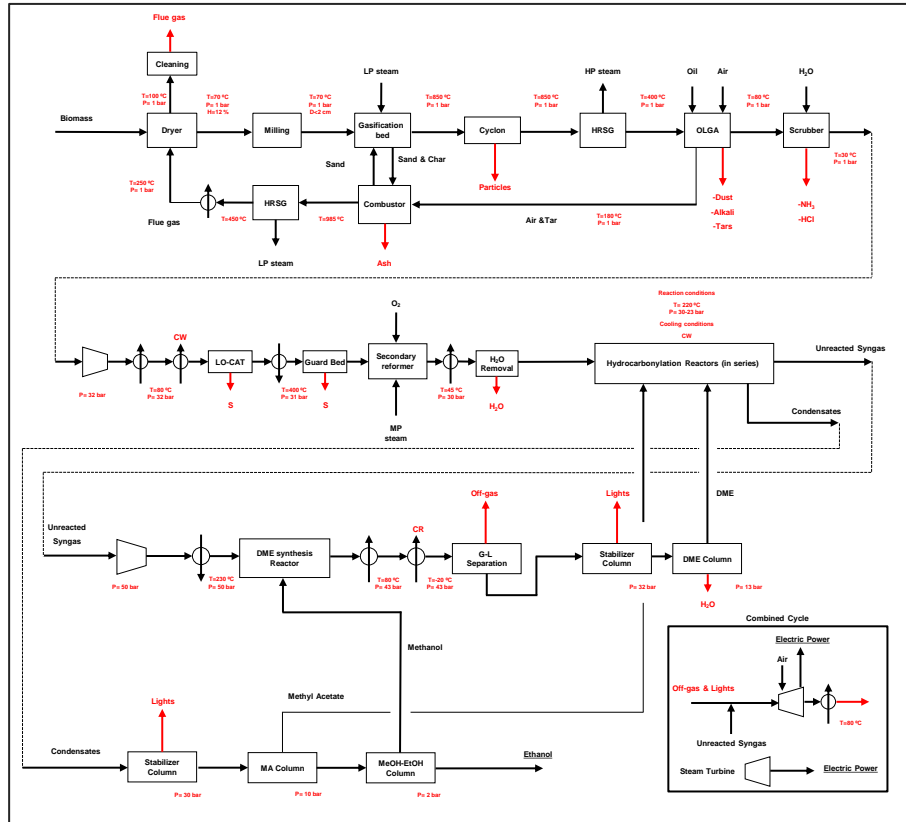 Flue gas
Cleaning
T=100 ºC
P= 1 bar
T=70 ºC
P= 1 bar
H=12 %
T=70 ºC
P= 1 bar
D<2 cm
LP steam
T=850 ºC
P= 1 bar
T=850 ºC
P= 1 bar
HP steam
T=400 ºC
P= 1 bar
Oil
Air
T=80 ºC
P= 1 bar
H₂O
Biomass
Dryer
Milling
Gasification
bed
Cyclon
HRSG
OLGA
Scrubber
T=30 ºC
P= 1 bar
Sand
Sand & Char
Particles
T=250 ºC
P= 1 bar
HRSG
Combustor
-Dust
-Alkali
-Tars
-NH₃
-HCl
Flue gas
T=450 ºC
T=985 ºC
Air &Tar
T=180 ºC
P= 1 bar
LP steam
Ash
Reaction conditions
T= 220 ºC
P= 30-23 bar
Cooling conditions
CW
O₂
CW
LO-CAT
Guard Bed
Secondary
reformer
H₂O
Removal
Hydrocarbonylation Reactors (in series)
Unreacted Syngas
P= 32 bar
T=80 ºC
P= 32 bar
T=400 ºC
P= 31 bar
T=45 ºC
P= 30 bar
S
S
H₂O
MP
steam
Condensates
DME
Off-gas
Lights
Unreacted
Syngas
CR
DME synthesis
Reactor
G-L
Separation
Stabilizer
Column
DME Column
P= 50 bar
T=230 ºC
P= 50 bar
T=80 ºC
P= 43 bar
T=-20 ºC
P= 43 bar
P= 32 bar
P= 13 bar
H₂O
Combined Cycle
Electric Power
Air
Off-gas & Lights
T=80 ºC
Unreacted Syngas
Steam Turbine
Electric Power
Methanol
Methyl Acetate
Lights
Condensates
Stabilizer
Column
MA Column
MeOH-EtOH
Column
Ethanol
P= 30 bar
P= 10 bar
P= 2 bar